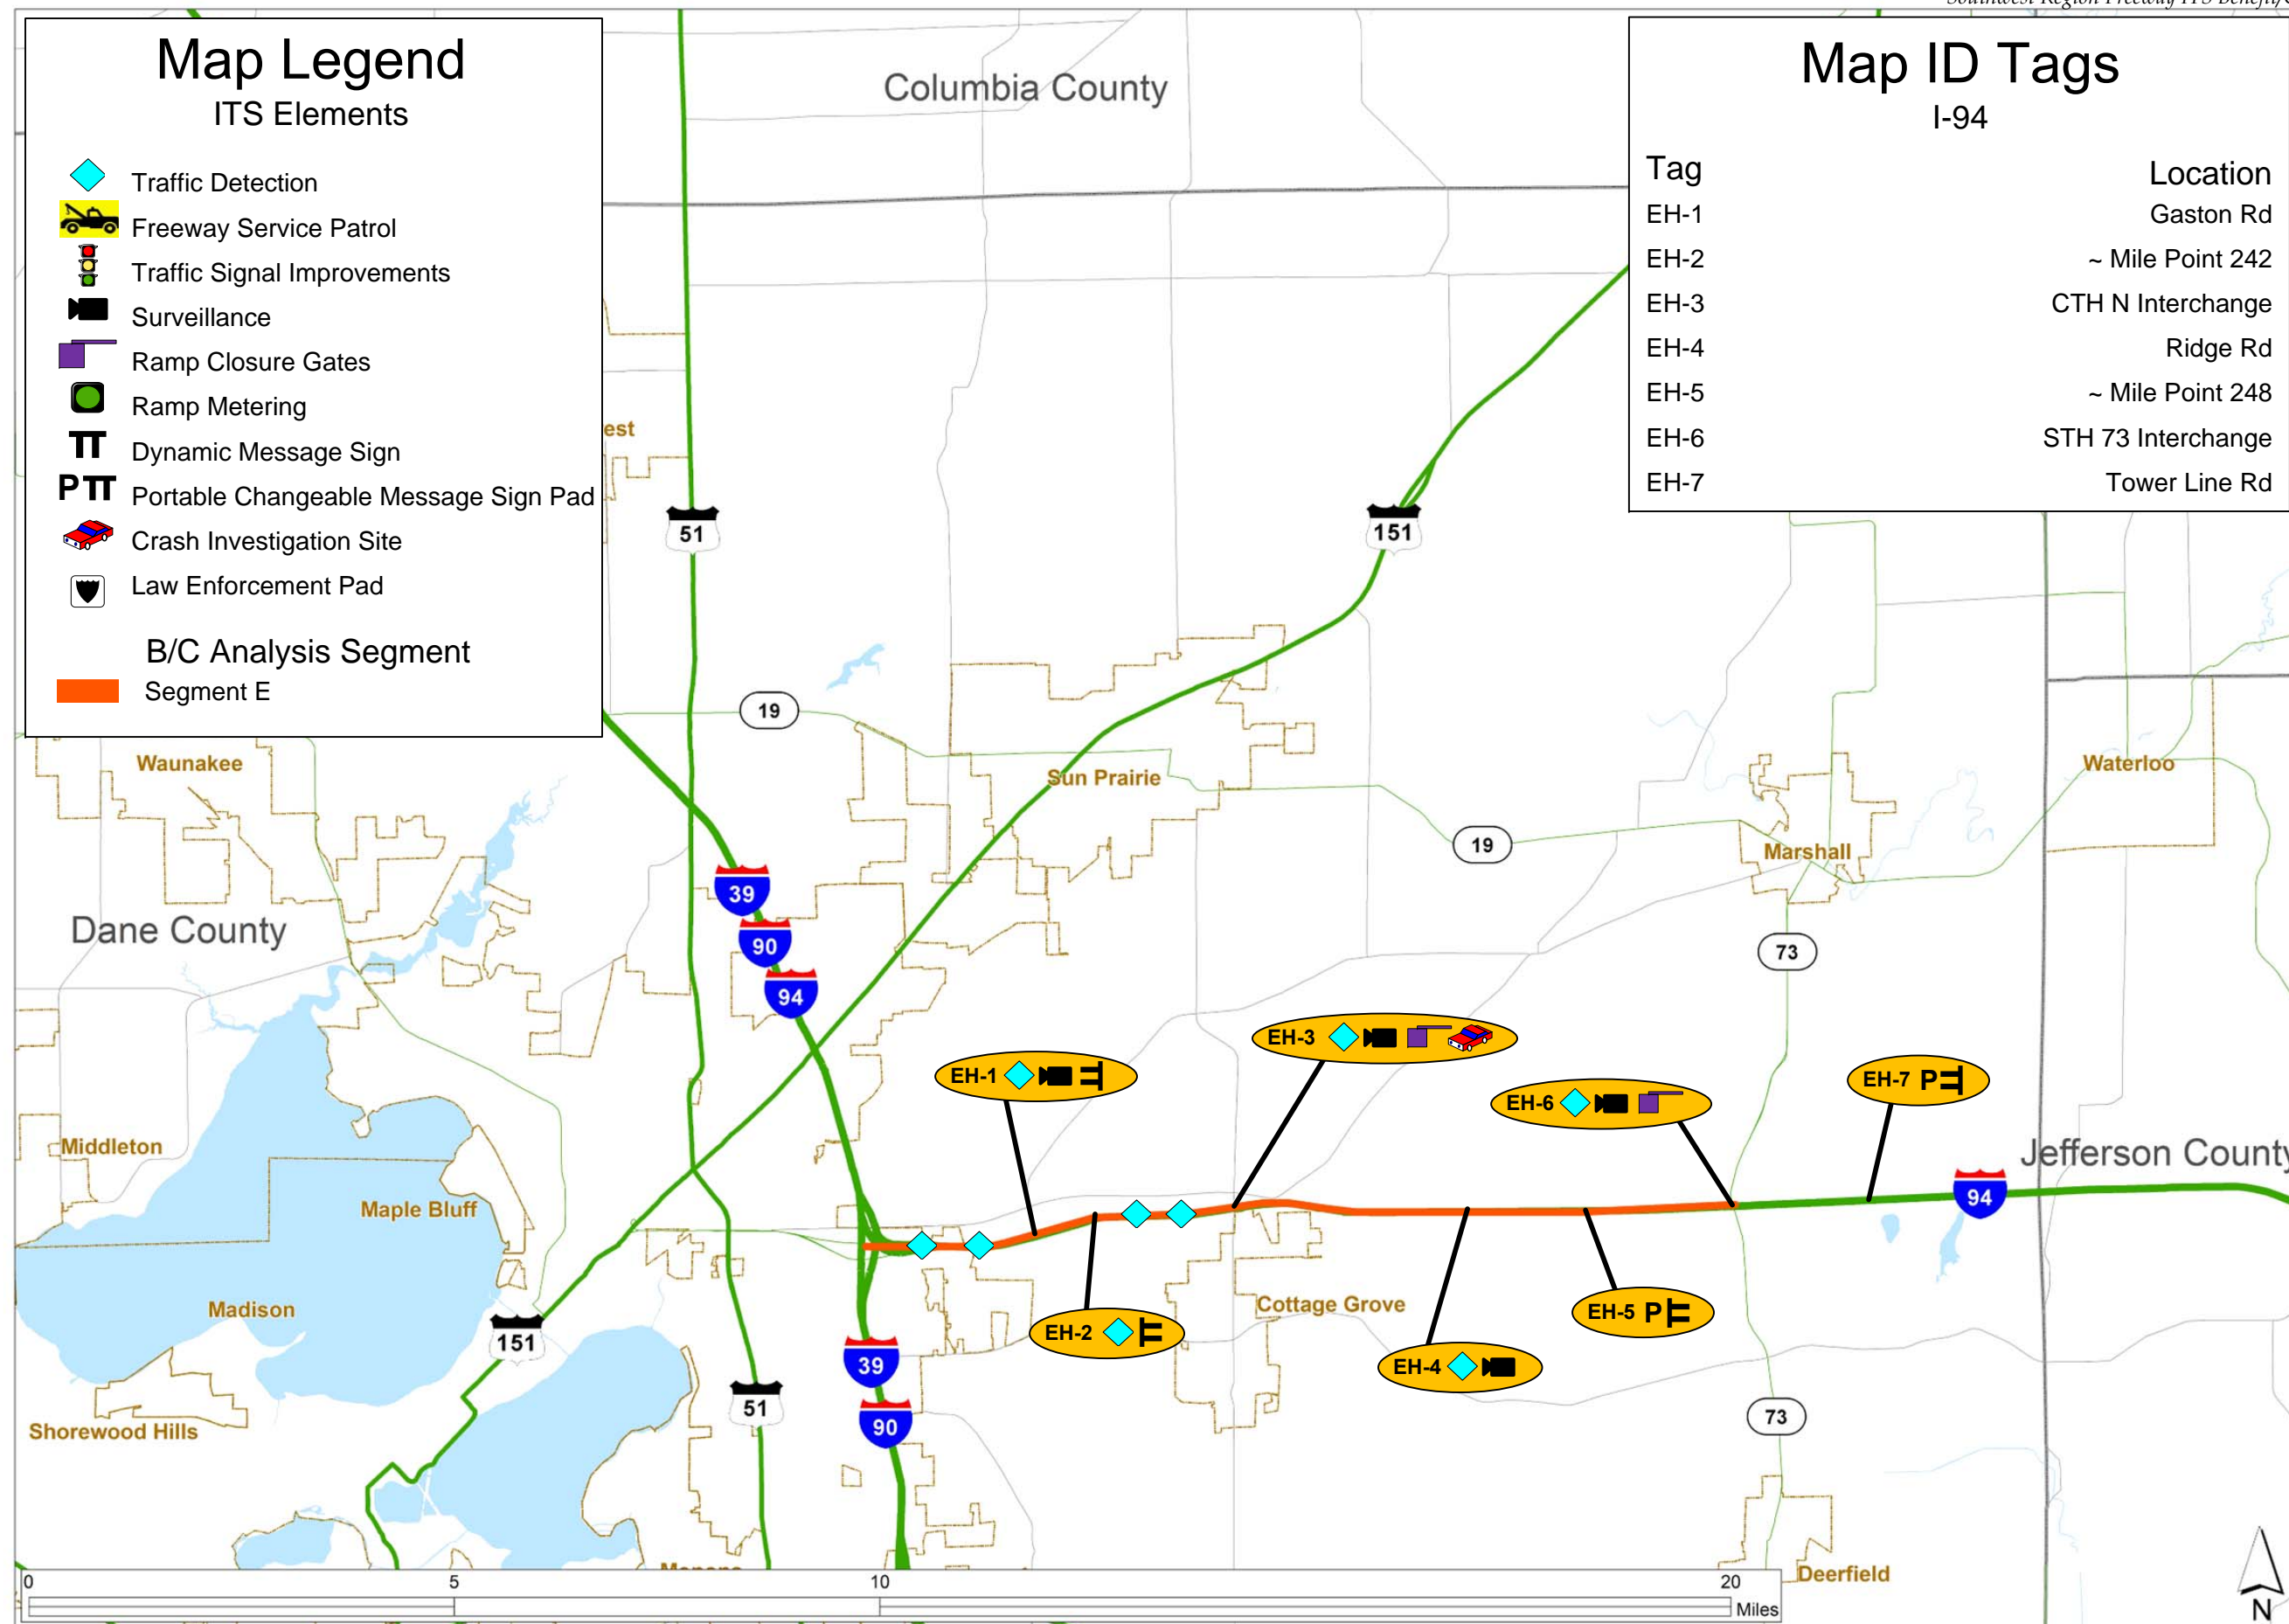 Southwest Region Freeway ITS Benefit/
Map Legend
ITS Elements
Traffic Detection
Freeway Service Patrol
Traffic Signal Improvements
Surveillance
Ramp Closure Gates
Ramp Metering
Dynamic Message Sign
P Portable Changeable Message Sign Pad
Crash Investigation Site
Law Enforcement Pad
B/C Analysis Segment
Segment E
Map ID Tags
I-94
Tag Location
EH-1 Gaston Rd
EH-2 ~ Mile Point 242
EH-3 CTH N Interchange
EH-4 Ridge Rd
EH-5 ~ Mile Point 248
EH-6 STH 73 Interchange
EH-7 Tower Line Rd
Columbia County
est
51
151
19
Waunakee
Sun Prairie
Waterloo
19
Marshall
39
Dane County
90
73
94
EH-3
EH-1
EH-7 P
EH-6
Middleton
Jefferson County
94
Maple Bluff
Madison
Cottage Grove
EH-5 P
EH-2
151
39
EH-4
51
90
73
Shorewood Hills
Deerfield
0 5 10 20
Miles
N